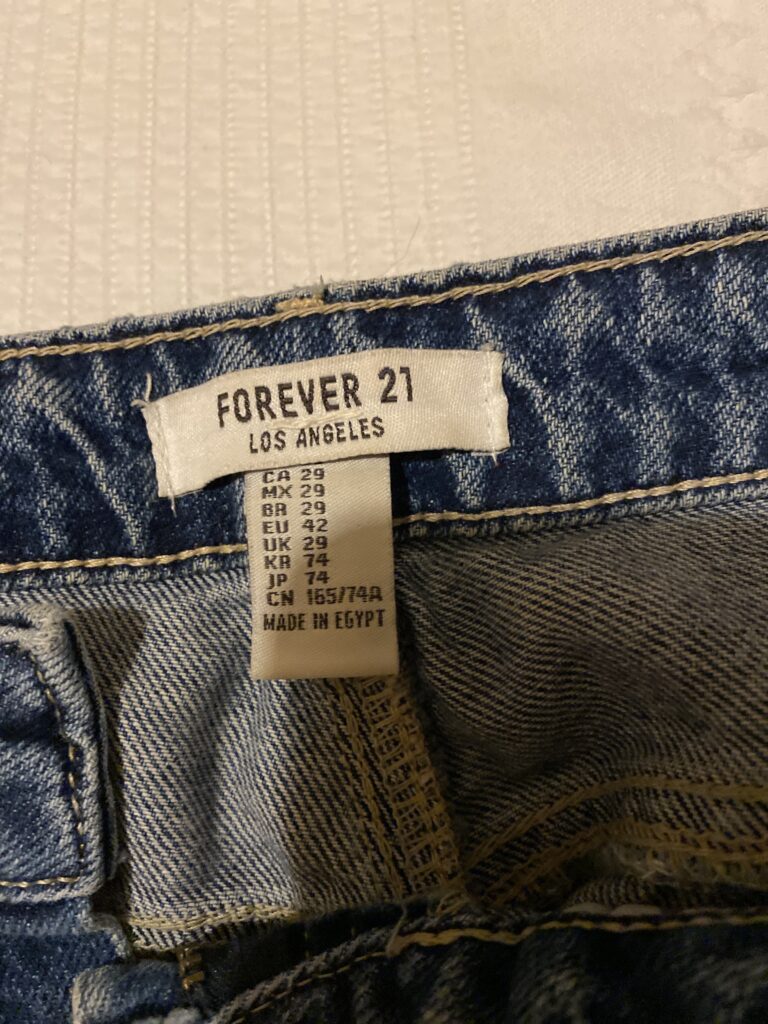 FOREVER 21
LOS ANGELES
CA 29
MX 29
BR 29
EU 42
UK 29
KR 74
JP 74
CN 165/74A
MADE IN EGYPT